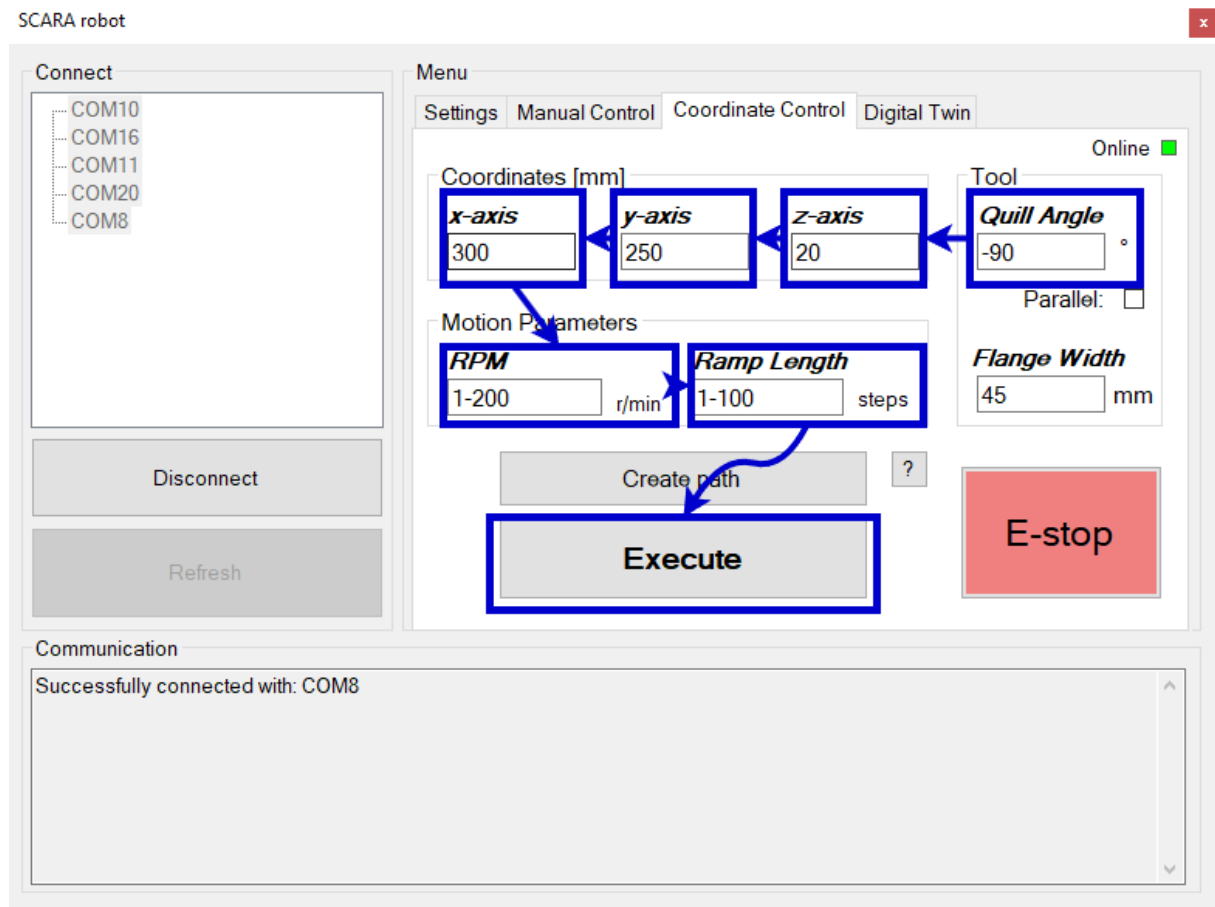 SCARA robot
x
Connect
COM10
COM16
COM11
COM20
COM8
Disconnect
Refresh
Menu
Settings Manual Control Coordinate Control Digital Twin
Online
Coordinates [mm]
x-axis y-axis z-axis
300 250 20
Tool
Quill Angle
-90 °
Parallel:
Flange Width
45 mm
Motion Parameters
RPM Ramp Length
1-200 r/min 1-100 steps
Create path ?
Execute
E-stop
Communication
Successfully connected with: COM8